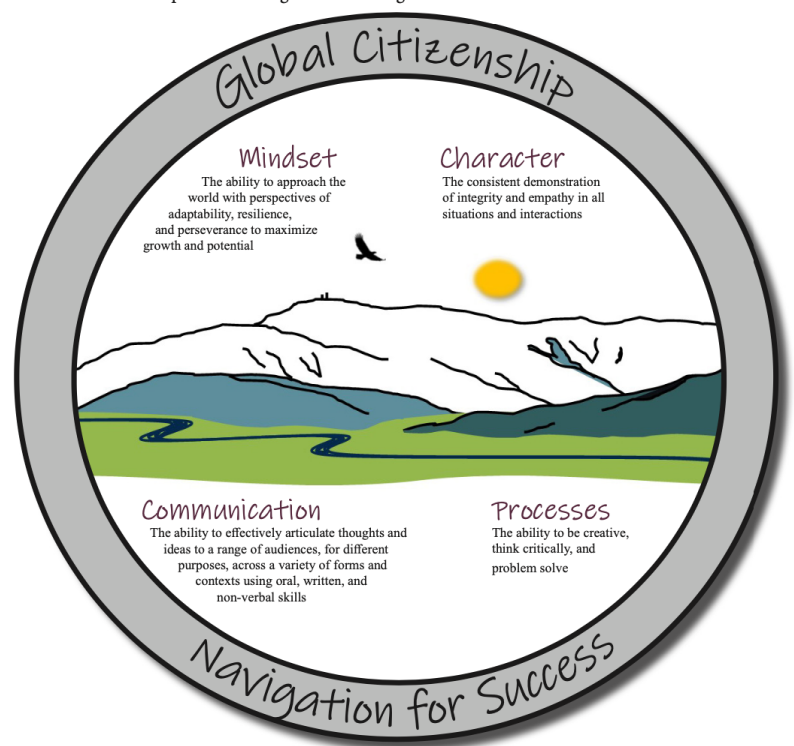 Global Citizenship
Mindset
The ability to approach the
world with perspectives of
adaptability, resilience,
and perseverance to maximize
growth and potential
Character
The consistent demonstration
of integrity and empathy in all
situations and interactions
Communication
The ability to effectively articulate thoughts and
ideas to a range of audiences, for different
purposes, across a variety of forms and
contexts using oral, written, and
non-verbal skills
Processes
The ability to be creative,
think critically, and
problem solve
Navigation for Success